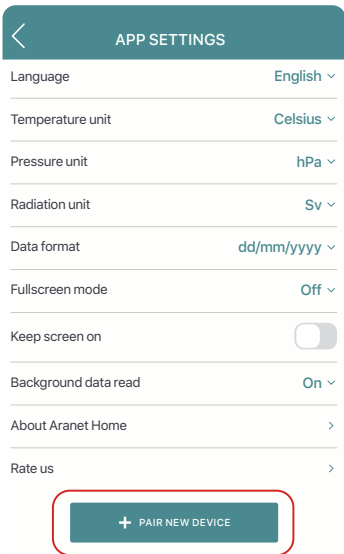 APP SETTINGS
Language English
Temperature unit Celsius
Pressure unit hPa
Radiation unit Sv
Data format dd/mm/yyyy
Fullscreen mode Off
Keep screen on
Background data read On
About Aranet Home
Rate us
+ PAIR NEW DEVICE